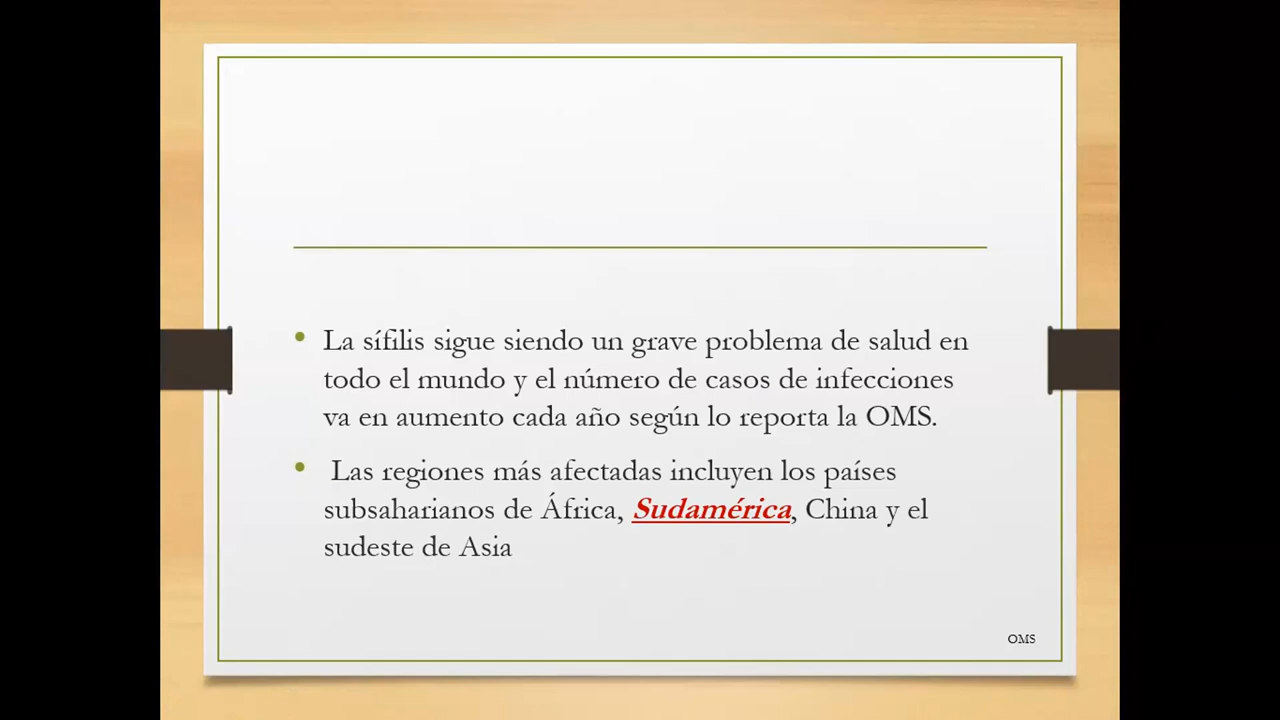 • La sífilis sigue siendo un grave problema de salud en
todo el mundo y el número de casos de infecciones
va en aumento cada año según lo reporta la OMS.
• Las regiones más afectadas incluyen los países
subsaharianos de África, Sudamérica, China y el
sudeste de Asia
OMS